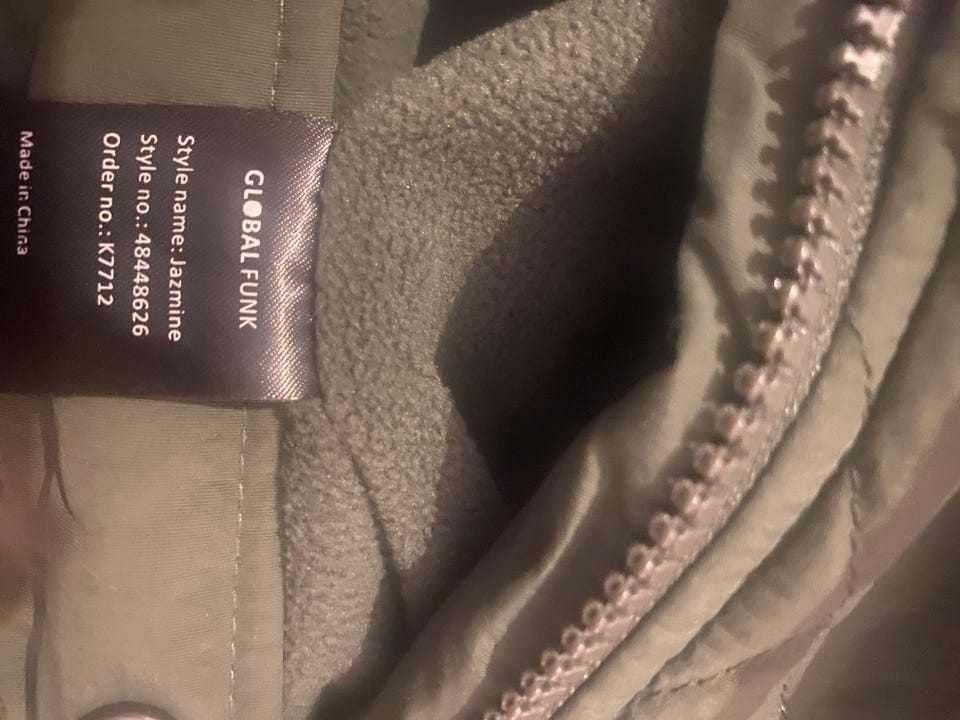 GLOBAL FUNK
Style name: Jazmine
Style no.: 48448626
Order no.: K7712
Made in China